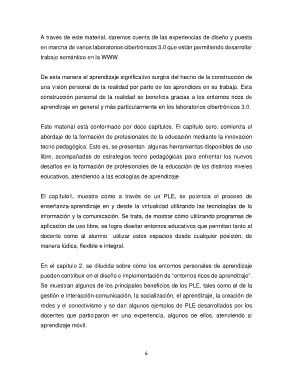 A través de este material, daremos cuenta de las experiencias de diseño y puesta
en marcha de varios laboratorios cibertrónicos 3.0 que están permitiendo desarrollar
trabajo semántico en la WWW.
De esta manera el aprendizaje significativo surgirá del hecho de la construcción de
una visión personal de la realidad por parte de los aprendices en su trabajo. Esta
construcción personal de la realidad se beneficia gracias a los entornos ricos de
aprendizaje en general y más particularmente en los laboratorios cibertrónicos 3.0.
Este material está conformado por doce capítulos. El capítulo cero, comienza el
abordaje de la formación de profesionales de la educación mediante la innovación
tecno pedagógica. Esto es, se presentan algunas herramientas disponibles de uso
libre, acompañadas de estrategias tecno pedagógicas para enfrentar los nuevos
desafíos en la formación de profesionales de la educación de los distintos niveles
educativos, atendiendo a las ecologías de aprendizaje.
El capítulo1, muestra cómo a través de un PLE, se potencia el proceso de
enseñanza-aprendizaje en y desde la virtualidad utilizando las tecnologías de la
información y la comunicación. Se trata, de mostrar cómo utilizando programas de
aplicación de uso libre, se logra diseñar entornos educativos que permitan tanto al
docente como al alumno utilizar estos espacios desde cualquier posición, de
manera lúdica, flexible e integral.
En el capítulo 2, se dilucida sobre cómo los entornos personales de aprendizaje
pueden contribuir en el diseño e implementación de "entornos ricos de aprendizaje".
Se muestran algunos de los principales beneficios de los PLE, tales como el de la
gestión e interacción-comunicación, la socialización, el aprendizaje, la creación de
redes y el conectivismo y se dan algunos ejemplos de PLE desarrollados por los
docentes que participaron en una experiencia, algunos de ellos, atendiendo al
aprendizaje móvil.
6